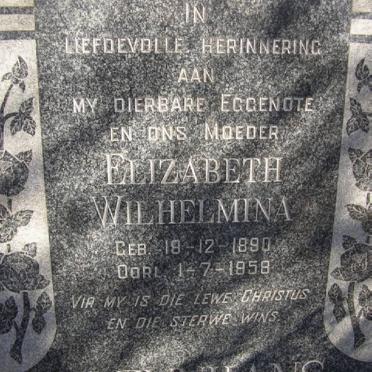 IN
LIEFDEVOLLE HERINNERING
AAN
MY DIERBARE EGGENOTE
EN ONS MOEDER
ELIZABETH
WILHELMINA
GEB. 18-12-1890
OORL. 1-7-1958
VIR MY IS DIE LEWE CHRISTUS
EN DIE STERWE WINS